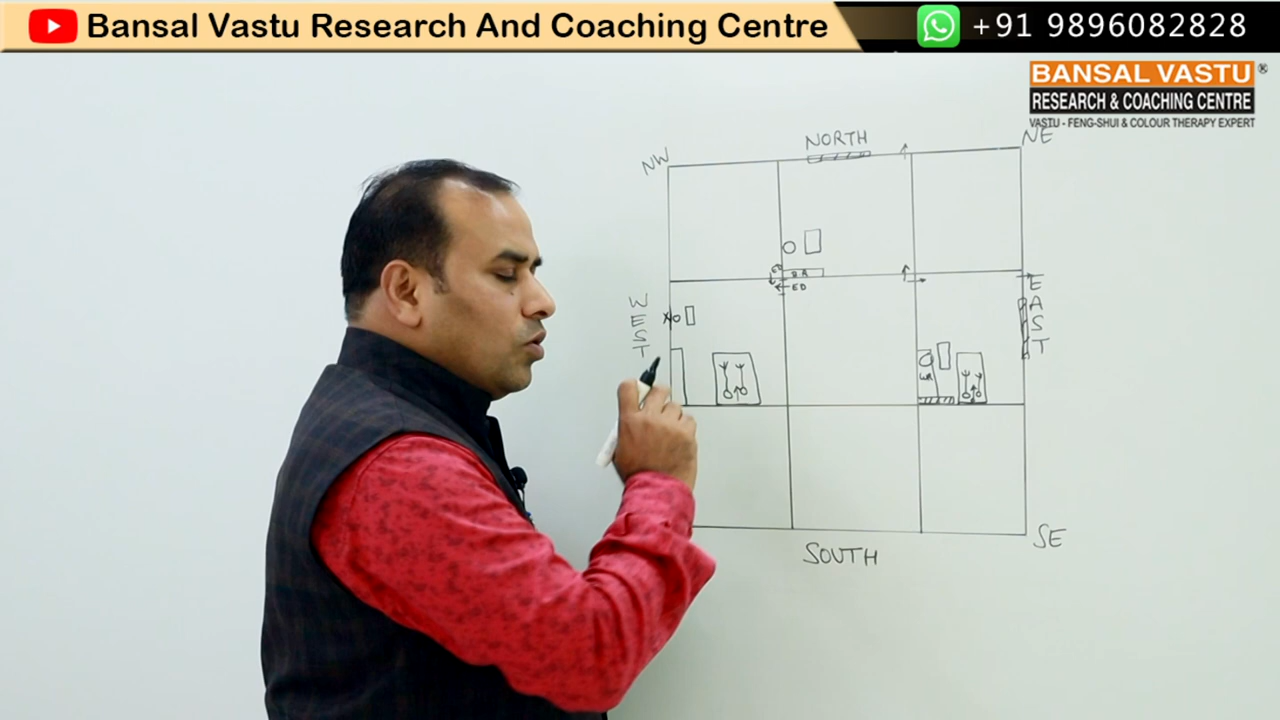 Bansal Vastu Research And Coaching Centre
+91 9896082828
BANSAL VASTU®
RESEARCH & COACHING CENTRE
VASTU - FENG-SHUI & COLOUR THERAPY EXPERT
NW
NORTH
NE
ED
WEST
EAST
SOUTH
SE